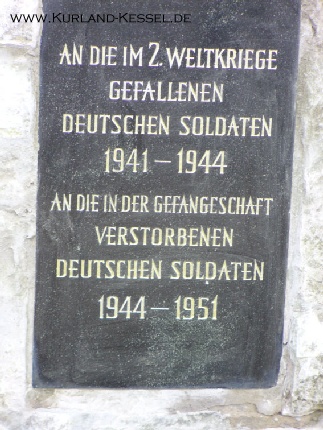 www.Kurland-Kessel.de
AN DIE IM 2. WELTKRIEGE
GEFALLENEN
DEUTSCHEN SOLDATEN
1941 – 1944
AN DIE IN DER GEFANGESCHAFT
VERSTORBENEN
DEUTSCHEN SOLDATEN
1944 – 1951